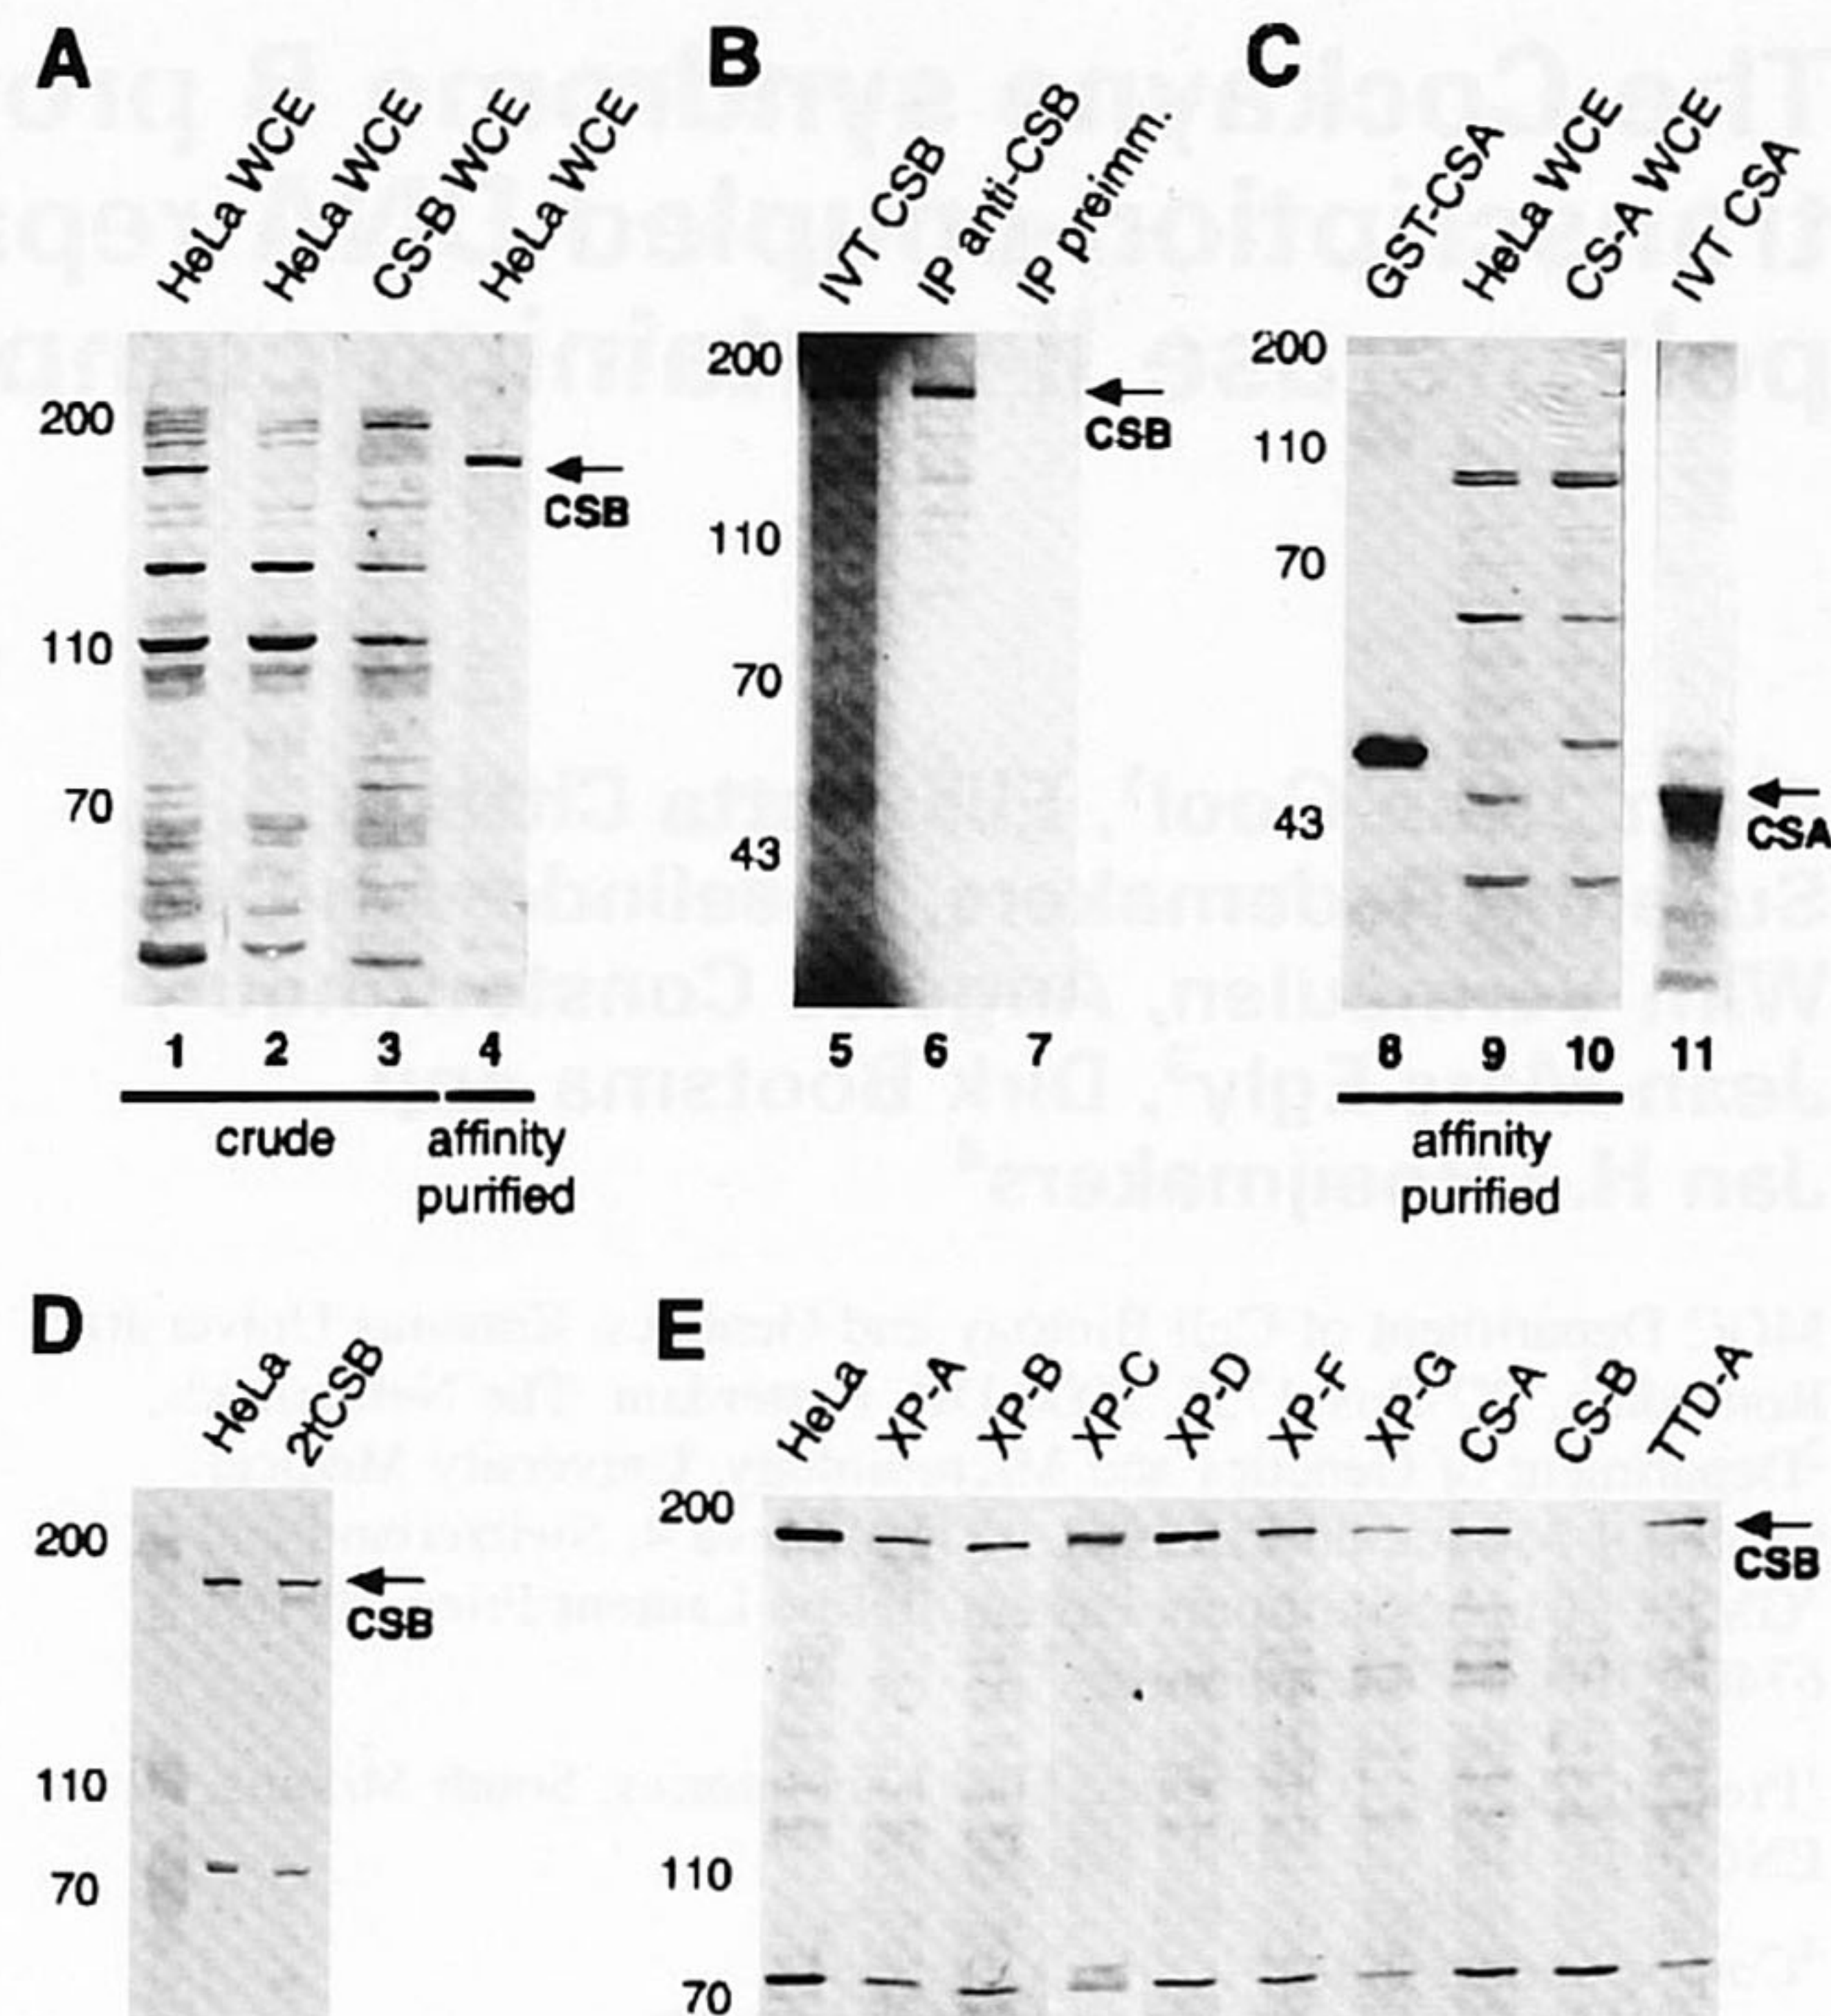 A
B
C
HeLa WCE
HeLa WCE
CS-B WCE
HeLa WCE
IVT CSB
IP anti-CSB
IP preimm.
GST-CSA
HeLa WCE
CS-A WCE
IVT CSA
200
110
70
CSB
200
110
70
43
CSB
200
110
70
43
CSA
1 2 3 4
5 6 7
8 9 10 11
crude
affinity
purified
affinity
purified
D
E
HeLa
2tCSB
HeLa
XP-A
XP-B
XP-C
XP-D
XP-F
XP-G
CS-A
CS-B
TTD-A
200
110
70
CSB
200
110
70
CSB